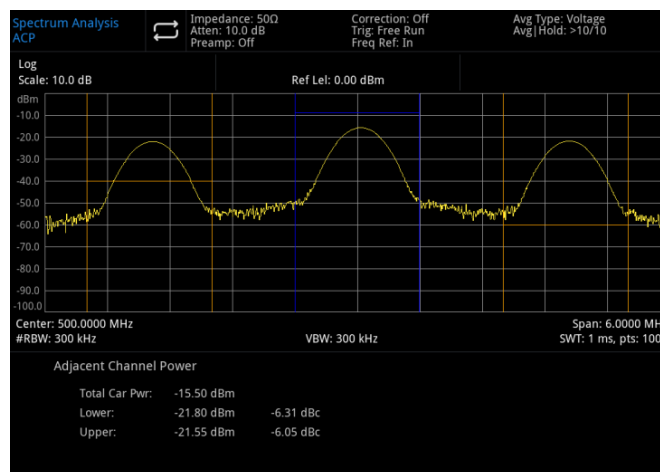 Spectrum Analysis
ACP
Impedance: 50Ω
Atten: 10.0 dB
Preamp: Off
Correction: Off
Trig: Free Run
Freq Ref: In
Avg Type: Voltage
Avg|Hold: >10/10
Log
Scale: 10.0 dB
Ref Lel: 0.00 dBm
dBm
-10.0
-20.0
-30.0
-40.0
-50.0
-60.0
-70.0
-80.0
-90.0
-100.0
Center: 500.0000 MHz
Span: 6.0000 MH
#RBW: 300 kHz
VBW: 300 kHz
SWT: 1 ms, pts: 100
Adjacent Channel Power
Total Car Pwr: -15.50 dBm
Lower: -21.80 dBm -6.31 dBc
Upper: -21.55 dBm -6.05 dBc